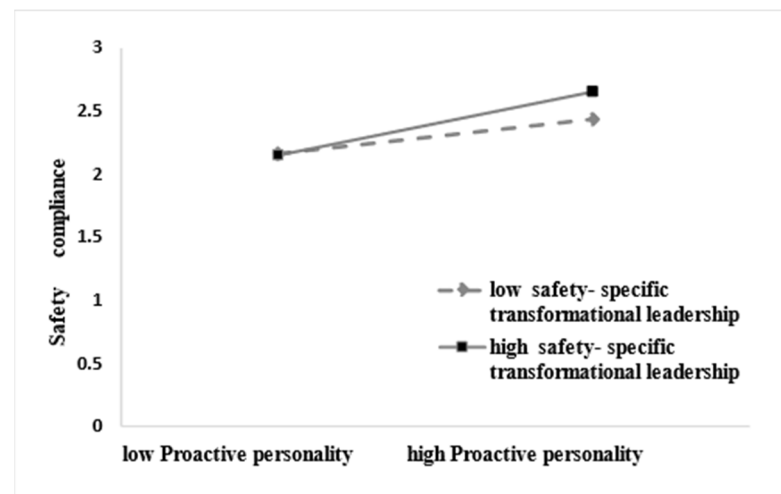 3
2.5
2
1.5
1
0.5
0
Safety compliance
low safety- specific
transformational leadership
high safety- specific
transformational leadership
low Proactive personality
high Proactive personality